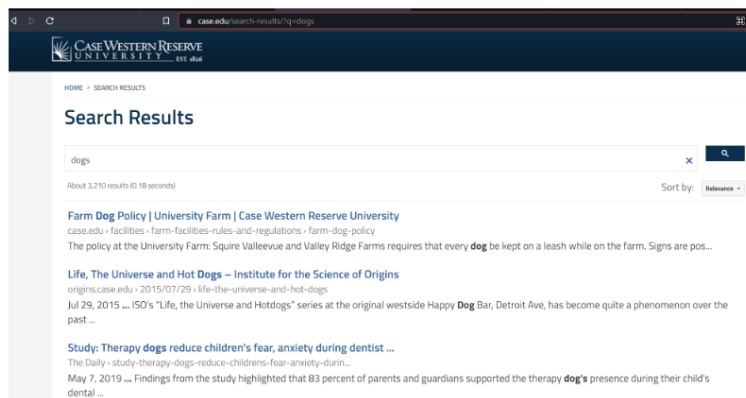 case.edu/search-results/?q=dogs
CASE WESTERN RESERVE
UNIVERSITY EST. 1826
HOME > SEARCH RESULTS
Search Results
dogs
About 3,210 results (0.18 seconds)
Sort by: Relevance
Farm Dog Policy | University Farm | Case Western Reserve University
case.edu › facilities › farm-facilities-rules-and-regulations › farm-dog-policy
The policy at the University Farm: Squire Valleevue and Valley Ridge Farms requires that every dog be kept on a leash while on the farm. Signs are pos...
Life, The Universe and Hot Dogs – Institute for the Science of Origins
origins.case.edu › 2015/07/29 › life-the-universe-and-hot-dogs
Jul 29, 2015 ... ISO's "Life, the Universe and Hotdogs" series at the original westside Happy Dog Bar, Detroit Ave, has become quite a phenomenon over the
past ...
Study: Therapy dogs reduce children's fear, anxiety during dentist ...
The Daily › study-therapy-dogs-reduce-childrens-fear-anxiety-durin...
May 7, 2019 ... Findings from the study highlighted that 83 percent of parents and guardians supported the therapy dog's presence during their child's
dental ...